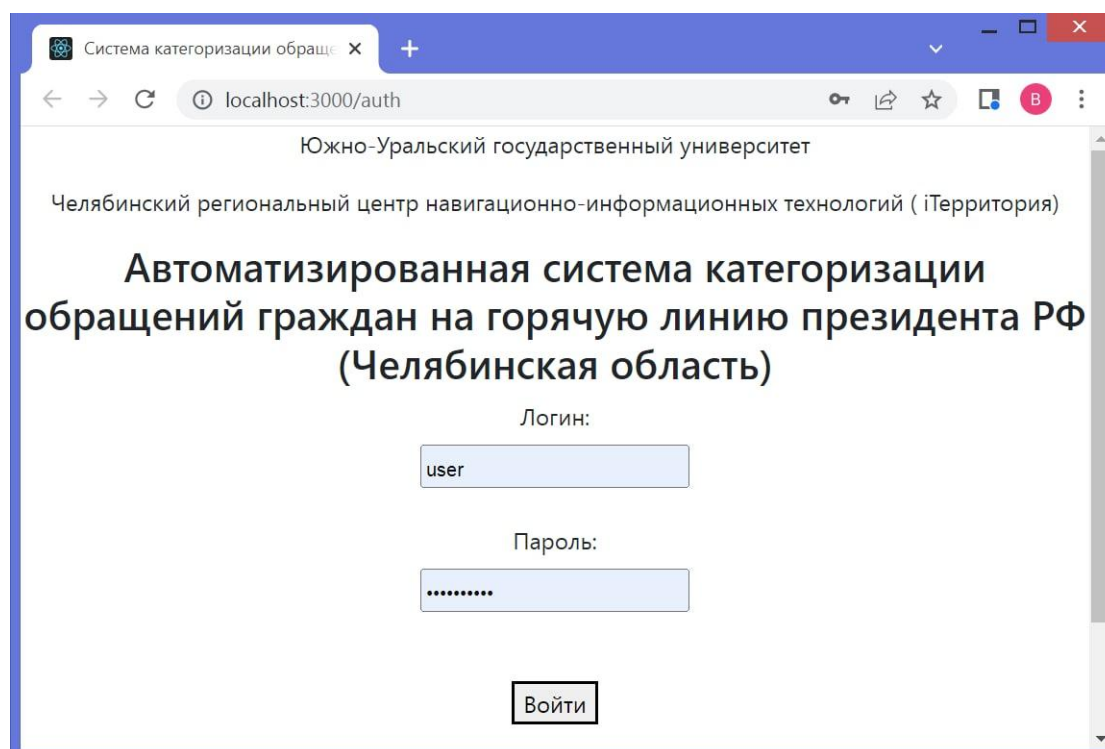 Система категоризации обраще
localhost:3000/auth
B
Южно-Уральский государственный университет
Челябинский региональный центр навигационно-информационных технологий ( iТерритория)
Автоматизированная система категоризации
обращений граждан на горячую линию президента РФ
(Челябинская область)
Логин:
user
Пароль:
••••••••••
Войти